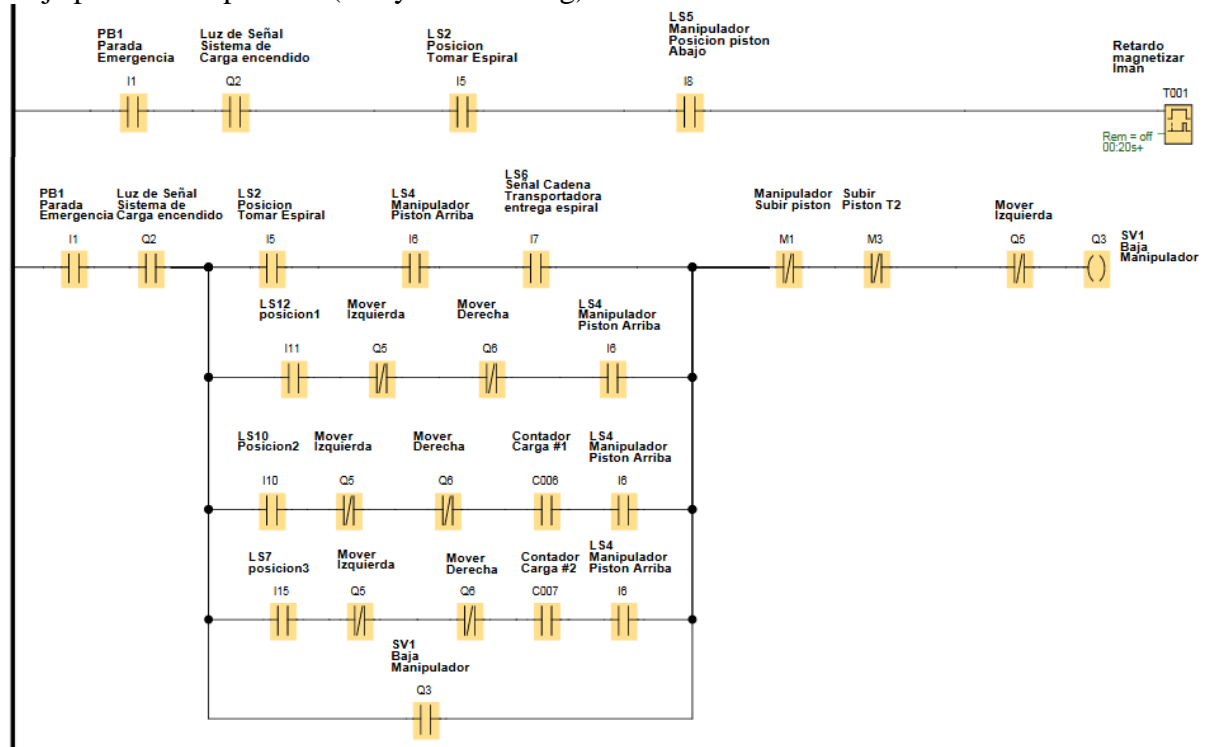 PB1
Parada
Emergencia
I1
Luz de Señal
Sistema de
Carga encendido
Q2
LS2
Posicion
Tomar Espiral
I5
LS5
Manipulador
Posicion piston
Abajo
I8
Retardo
magnetizar
Iman
T001
Rem = off
00:20s+
PB1
Parada
Emergencia
I1
Luz de Señal
Sistema de
Carga encendido
Q2
LS2
Posicion
Tomar Espiral
I5
LS4
Manipulador
Piston Arriba
I6
LS6
Señal Cadena
Transportadora
entrega espiral
I7
Manipulador
Subir piston
M1
Subir
Piston T2
M3
Mover
Izquierda
Q5
Q3
SV1
Baja
Manipulador
LS12
posicion1
I11
Mover
Izquierda
Q5
Mover
Derecha
Q6
LS4
Manipulador
Piston Arriba
I6
LS10
Posicion2
I10
Mover
Izquierda
Q5
Mover
Derecha
Q6
Contador
Carga #1
C006
LS4
Manipulador
Piston Arriba
I6
LS7
posicion3
I15
Mover
Izquierda
Q5
Mover
Derecha
Q6
Contador
Carga #2
C007
LS4
Manipulador
Piston Arriba
I6
SV1
Baja
Manipulador
Q3